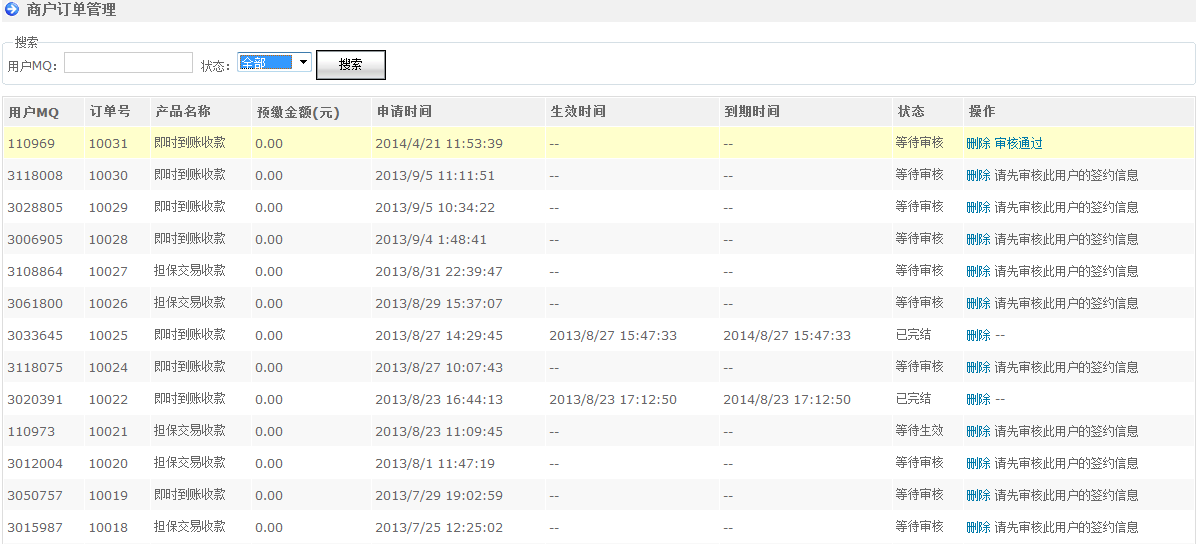 商户订单管理
搜索
用户MQ: 状态: 全部 搜索
用户MQ 订单号 产品名称 预缴金额(元) 申请时间 生效时间 到期时间 状态 操作
110969 10031 即时到账收款 0.00 2014/4/21 11:53:39 -- -- 等待审核 删除 审核通过
3118008 10030 即时到账收款 0.00 2013/9/5 11:11:51 -- -- 等待审核 删除 请先审核此用户的签约信息
3028805 10029 即时到账收款 0.00 2013/9/5 10:34:22 -- -- 等待审核 删除 请先审核此用户的签约信息
3006905 10028 即时到账收款 0.00 2013/9/4 1:48:41 -- -- 等待审核 删除 请先审核此用户的签约信息
3108864 10027 担保交易收款 0.00 2013/8/31 22:39:47 -- -- 等待审核 删除 请先审核此用户的签约信息
3061800 10026 担保交易收款 0.00 2013/8/29 15:37:07 -- -- 等待审核 删除 请先审核此用户的签约信息
3033645 10025 即时到账收款 0.00 2013/8/27 14:29:45 2013/8/27 15:47:33 2014/8/27 15:47:33 已完结 删除 --
3118075 10024 即时到账收款 0.00 2013/8/27 10:07:43 -- -- 等待审核 删除 请先审核此用户的签约信息
3020391 10022 即时到账收款 0.00 2013/8/23 16:44:13 2013/8/23 17:12:50 2014/8/23 17:12:50 已完结 删除 --
110973 10021 担保交易收款 0.00 2013/8/23 11:09:45 -- -- 等待生效 删除 请先审核此用户的签约信息
3012004 10020 担保交易收款 0.00 2013/8/1 11:47:19 -- -- 等待审核 删除 请先审核此用户的签约信息
3050757 10019 即时到账收款 0.00 2013/7/29 19:02:59 -- -- 等待审核 删除 请先审核此用户的签约信息
3015987 10018 担保交易收款 0.00 2013/7/25 12:25:02 -- -- 等待审核 删除 请先审核此用户的签约信息